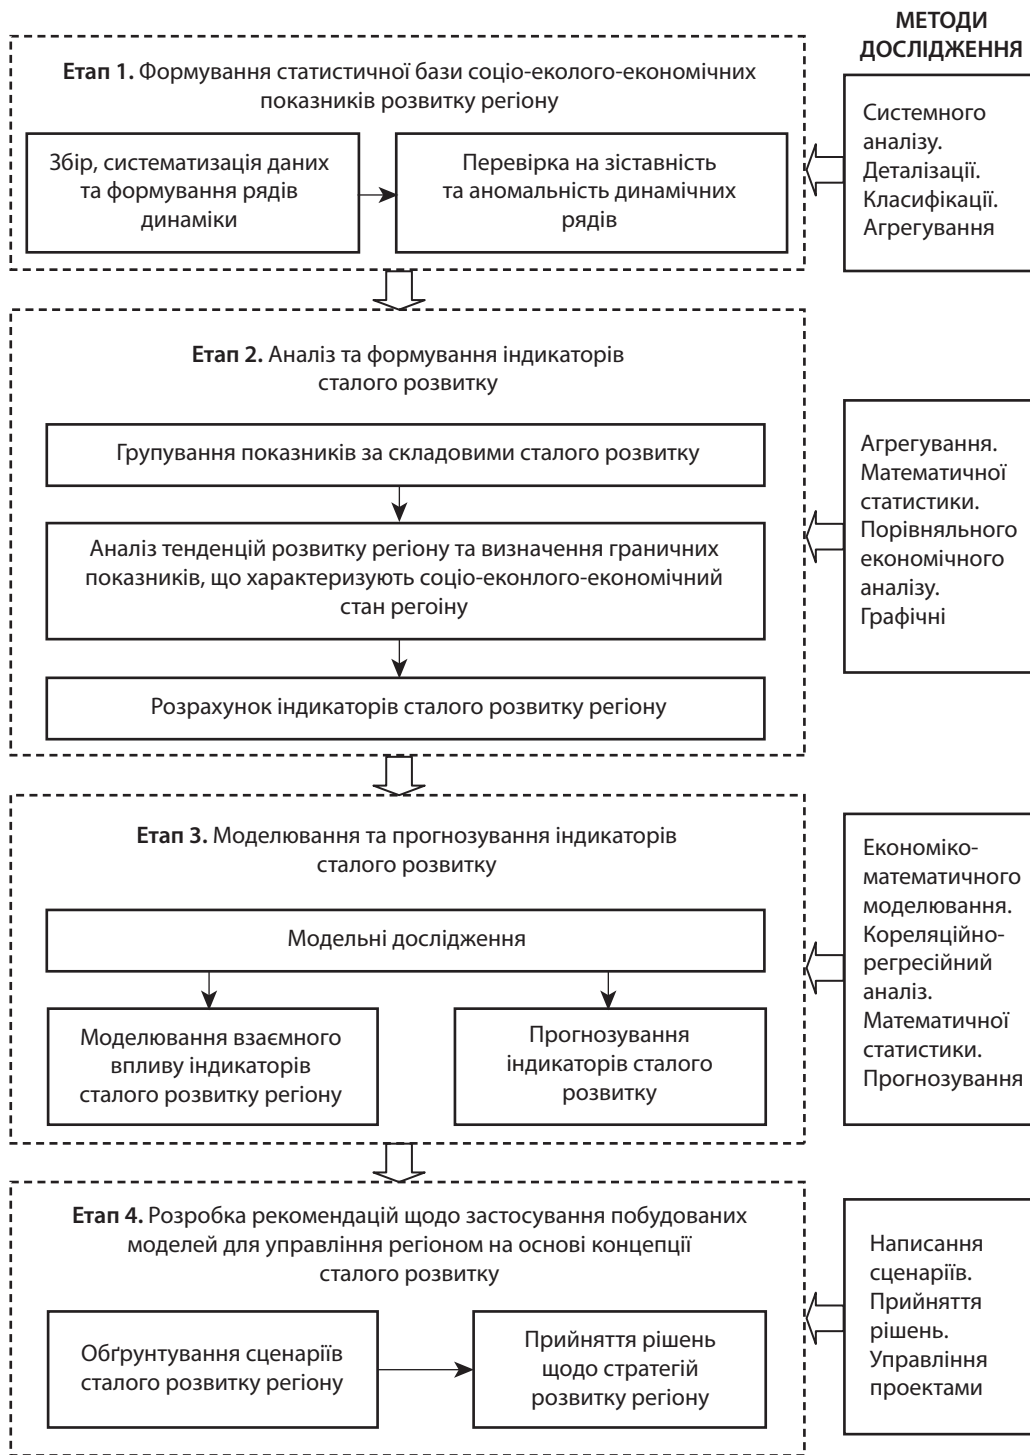 МЕТОДИ
ДОСЛІДЖЕННЯ
Етап 1. Формування статистичної бази соціо-еколого-економічних
показників розвитку регіону
Збір, систематизація даних
та формування рядів
динаміки
Перевірка на зіставність
та аномальність динамічних
рядів
Системного
аналізу.
Деталізації.
Класифікації.
Агрегування
Етап 2. Аналіз та формування індикаторів
сталого розвитку
Групування показників за складовими сталого розвитку
Аналіз тенденцій розвитку регіону та визначення граничних
показників, що характеризують соціо-еконлого-економічний
стан регоіну
Розрахунок індикаторів сталого розвитку регіону
Агрегування.
Математичної
статистики.
Порівняльного
економічного
аналізу.
Графічні
Етап 3. Моделювання та прогнозування індикаторів
сталого розвитку
Модельні дослідження
Моделювання взаємного
впливу індикаторів
сталого розвитку регіону
Прогнозування
індикаторів сталого
розвитку
Економіко-
математичного
моделювання.
Кореляційно-
регресійний
аналіз.
Математичної
статистики.
Прогнозування
Етап 4. Розробка рекомендацій щодо застосування побудованих
моделей для управління регіоном на основі концепції
сталого розвитку
Обґрунтування сценаріїв
сталого розвитку регіону
Прийняття рішень
щодо стратегій
розвитку регіону
Написання
сценаріїв.
Прийняття
рішень.
Управління
проектами